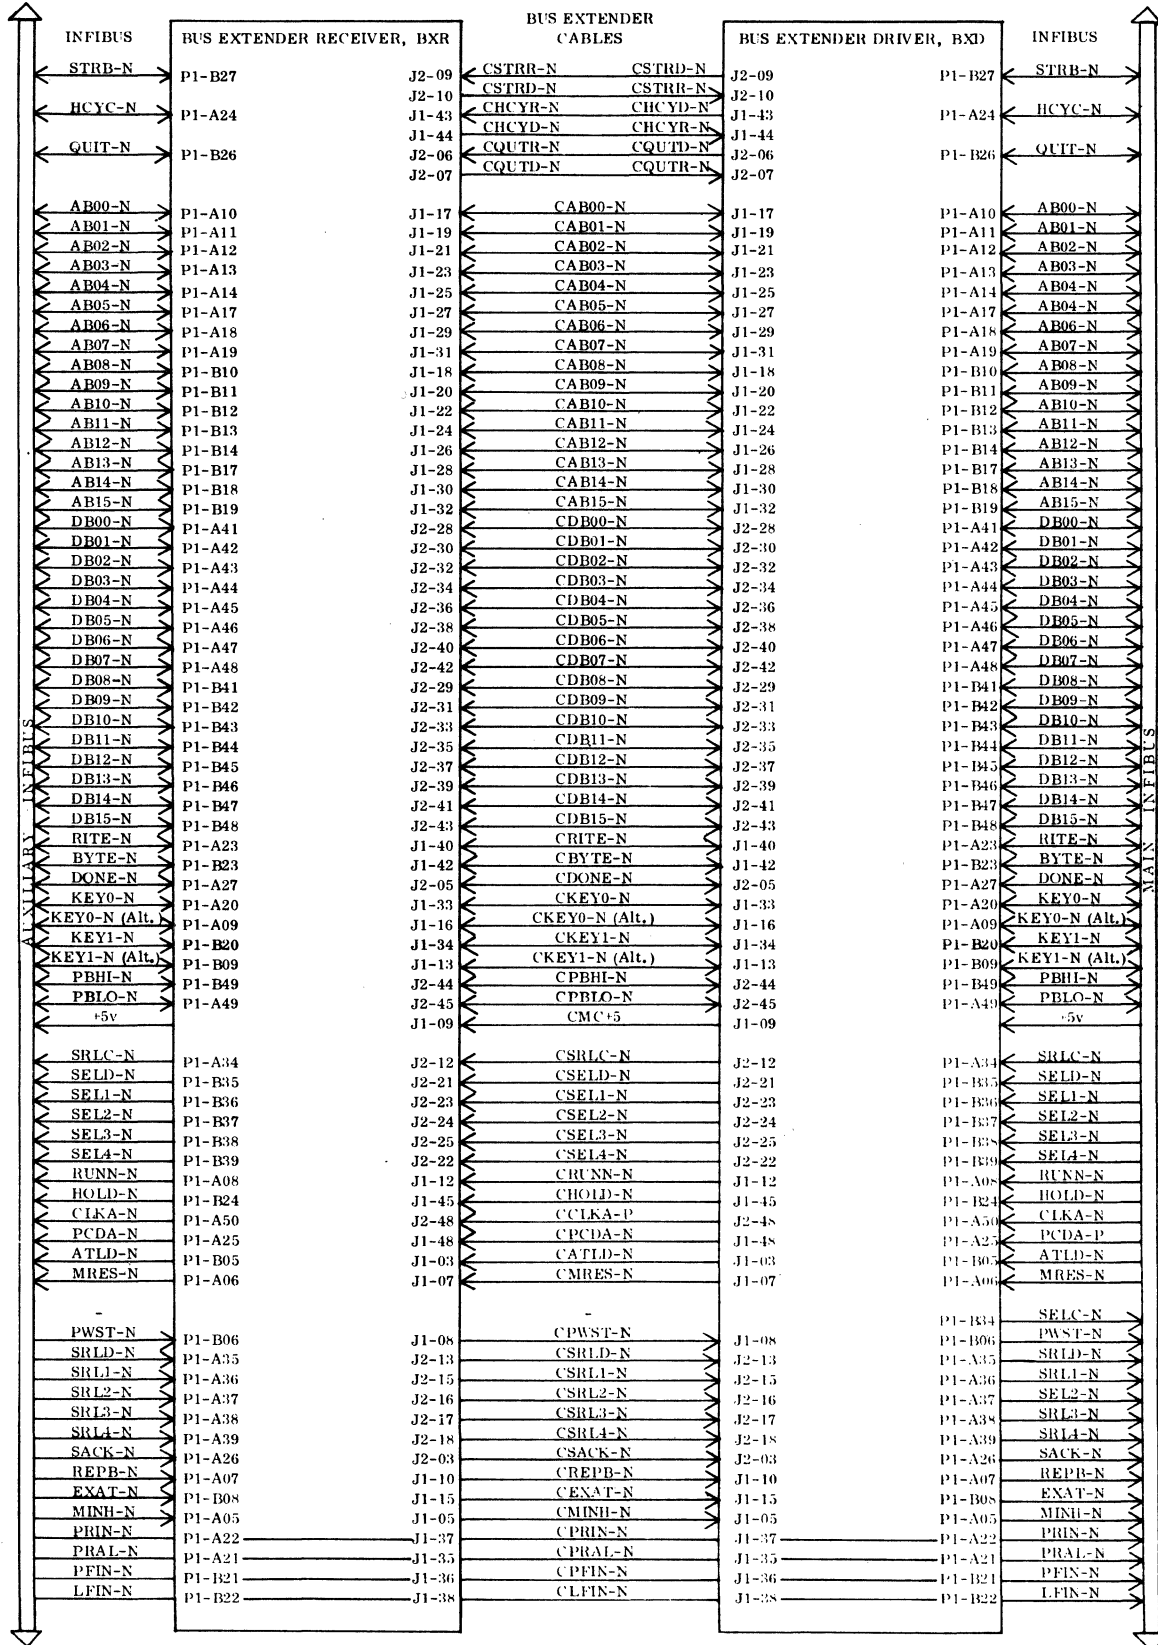 BUS EXTENDER
INFIBUS BUS EXTENDER RECEIVER, BXR CABLES BUS EXTENDER DRIVER, BXD INFIBUS
STRB-N P1-B27 J2-09 CSTRR-N CSTRD-N J2-09 P1-B27 STRB-N
J2-10 CSTRD-N CSTRR-N J2-10
HCYC-N P1-A24 J1-43 CHCYR-N CHCYD-N J1-43 P1-A24 HCYC-N
J1-44 CHCYD-N CHCYR-N J1-44
QUIT-N P1-B26 J2-06 CQUTR-N CQUTD-N J2-06 P1-B26 QUIT-N
J2-07 CQUTD-N CQUTR-N J2-07
AB00-N P1-A10 J1-17 CAB00-N J1-17 P1-A10 AB00-N
AB01-N P1-A11 J1-19 CAB01-N J1-19 P1-A11 AB01-N
AB02-N P1-A12 J1-21 CAB02-N J1-21 P1-A12 AB02-N
AB03-N P1-A13 J1-23 CAB03-N J1-23 P1-A13 AB03-N
AB04-N P1-A14 J1-25 CAB04-N J1-25 P1-A14 AB04-N
AB05-N P1-A17 J1-27 CAB05-N J1-27 P1-A17 AB04-N
AB06-N P1-A18 J1-29 CAB06-N J1-29 P1-A18 AB06-N
AB07-N P1-A19 J1-31 CAB07-N J1-31 P1-A19 AB07-N
AB08-N P1-B10 J1-18 CAB08-N J1-18 P1-B10 AB08-N
AB09-N P1-B11 J1-20 CAB09-N J1-20 P1-B11 AB09-N
AB10-N P1-B12 J1-22 CAB10-N J1-22 P1-B12 AB10-N
AB11-N P1-B13 J1-24 CAB11-N J1-24 P1-B13 AB11-N
AB12-N P1-B14 J1-26 CAB12-N J1-26 P1-B14 AB12-N
AB13-N P1-B17 J1-28 CAB13-N J1-28 P1-B17 AB13-N
AB14-N P1-B18 J1-30 CAB14-N J1-30 P1-B18 AB14-N
AB15-N P1-B19 J1-32 CAB15-N J1-32 P1-B19 AB15-N
DB00-N P1-A41 J2-28 CDB00-N J2-28 P1-A41 DB00-N
DB01-N P1-A42 J2-30 CDB01-N J2-30 P1-A42 DB01-N
DB02-N P1-A43 J2-32 CDB02-N J2-32 P1-A43 DB02-N
DB03-N P1-A44 J2-34 CDB03-N J2-34 P1-A44 DB03-N
DB04-N P1-A45 J2-36 CDB04-N J2-36 P1-A45 DB04-N
DB05-N P1-A46 J2-38 CDB05-N J2-38 P1-A46 DB05-N
DB06-N P1-A47 J2-40 CDB06-N J2-40 P1-A47 DB06-N
DB07-N P1-A48 J2-42 CDB07-N J2-42 P1-A48 DB07-N
DB08-N P1-B41 J2-29 CDB08-N J2-29 P1-B41 DB08-N
DB09-N P1-B42 J2-31 CDB09-N J2-31 P1-B42 DB09-N
DB10-N P1-B43 J2-33 CDB10-N J2-33 P1-B43 DB10-N
DB11-N P1-B44 J2-35 CDB11-N J2-35 P1-B44 DB11-N
DB12-N P1-B45 J2-37 CDB12-N J2-37 P1-B45 DB12-N
DB13-N P1-B46 J2-39 CDB13-N J2-39 P1-B46 DB13-N
DB14-N P1-B47 J2-41 CDB14-N J2-41 P1-B47 DB14-N
DB15-N P1-B48 J2-43 CDB15-N J2-43 P1-B48 DB15-N
RITE-N P1-A23 J1-40 CRITE-N J1-40 P1-A23 RITE-N
BYTE-N P1-B23 J1-42 CBYTE-N J1-42 P1-B23 BYTE-N
DONE-N P1-A27 J2-05 CDONE-N J2-05 P1-A27 DONE-N
KEY0-N P1-A20 J1-33 CKEY0-N J1-33 P1-A20 KEY0-N
KEY0-N (Alt.) P1-A09 J1-16 CKEY0-N (Alt.) J1-16 P1-A09 KEY0-N (Alt.)
KEY1-N P1-B20 J1-34 CKEY1-N J1-34 P1-B20 KEY1-N
KEY1-N (Alt.) P1-B09 J1-13 CKEY1-N (Alt.) J1-13 P1-B09 KEY1-N (Alt.)
PBHI-N P1-B49 J2-44 CPBHI-N J2-44 P1-B49 PBHI-N
PBLO-N P1-A49 J2-45 CPBLO-N J2-45 P1-A49 PBLO-N
+5v J1-09 CMC+5 J1-09 +5v
SRLC-N P1-A34 J2-12 CSRLC-N J2-12 P1-A34 SRLC-N
SELD-N P1-B35 J2-21 CSELD-N J2-21 P1-B35 SELD-N
SEL1-N P1-B36 J2-23 CSEL1-N J2-23 P1-B36 SEL1-N
SEL2-N P1-B37 J2-24 CSEL2-N J2-24 P1-B37 SEL2-N
SEL3-N P1-B38 J2-25 CSEL3-N J2-25 P1-B38 SEL3-N
SEL4-N P1-B39 J2-22 CSEL4-N J2-22 P1-B39 SEL4-N
RUNN-N P1-A08 J1-12 CRUNN-N J1-12 P1-A08 RUNN-N
HOLD-N P1-B24 J1-45 CHOLD-N J1-45 P1-B24 HOLD-N
CLKA-N P1-A50 J2-48 CCLKA-P J2-48 P1-A50 CLKA-N
PCDA-N P1-A25 J1-48 CPCDA-N J1-48 P1-A25 PCDA-P
ATLD-N P1-B05 J1-03 CATLD-N J1-03 P1-B05 ATLD-N
MRES-N P1-A06 J1-07 CMRES-N J1-07 P1-A06 MRES-N
- - P1-B34 SELC-N
PWST-N P1-B06 J1-08 CPWST-N J1-08 P1-B06 PWST-N
SRLD-N P1-A35 J2-13 CSRLD-N J2-13 P1-A35 SRLD-N
SRL1-N P1-A36 J2-15 CSRL1-N J2-15 P1-A36 SRL1-N
SRL2-N P1-A37 J2-16 CSRL2-N J2-16 P1-A37 SEL2-N
SRL3-N P1-A38 J2-17 CSRL3-N J2-17 P1-A38 SRL3-N
SRL4-N P1-A39 J2-18 CSRL4-N J2-18 P1-A39 SRL4-N
SACK-N P1-A26 J2-03 CSACK-N J2-03 P1-A26 SACK-N
REPB-N P1-A07 J1-10 CREPB-N J1-10 P1-A07 REPB-N
EXAT-N P1-B08 J1-15 CEXAT-N J1-15 P1-B08 EXAT-N
MINH-N P1-A05 J1-05 CMINH-N J1-05 P1-A05 MINH-N
PRIN-N P1-A22 J1-37 CPRIN-N J1-37 P1-A22 PRIN-N
PRAL-N P1-A21 J1-35 CPRAL-N J1-35 P1-A21 PRAL-N
PFIN-N P1-B21 J1-36 CPFIN-N J1-36 P1-B21 PFIN-N
LFIN-N P1-B22 J1-38 CLFIN-N J1-38 P1-B22 LFIN-N
AUXILIARY INFIBUS
MAIN INFIBUS